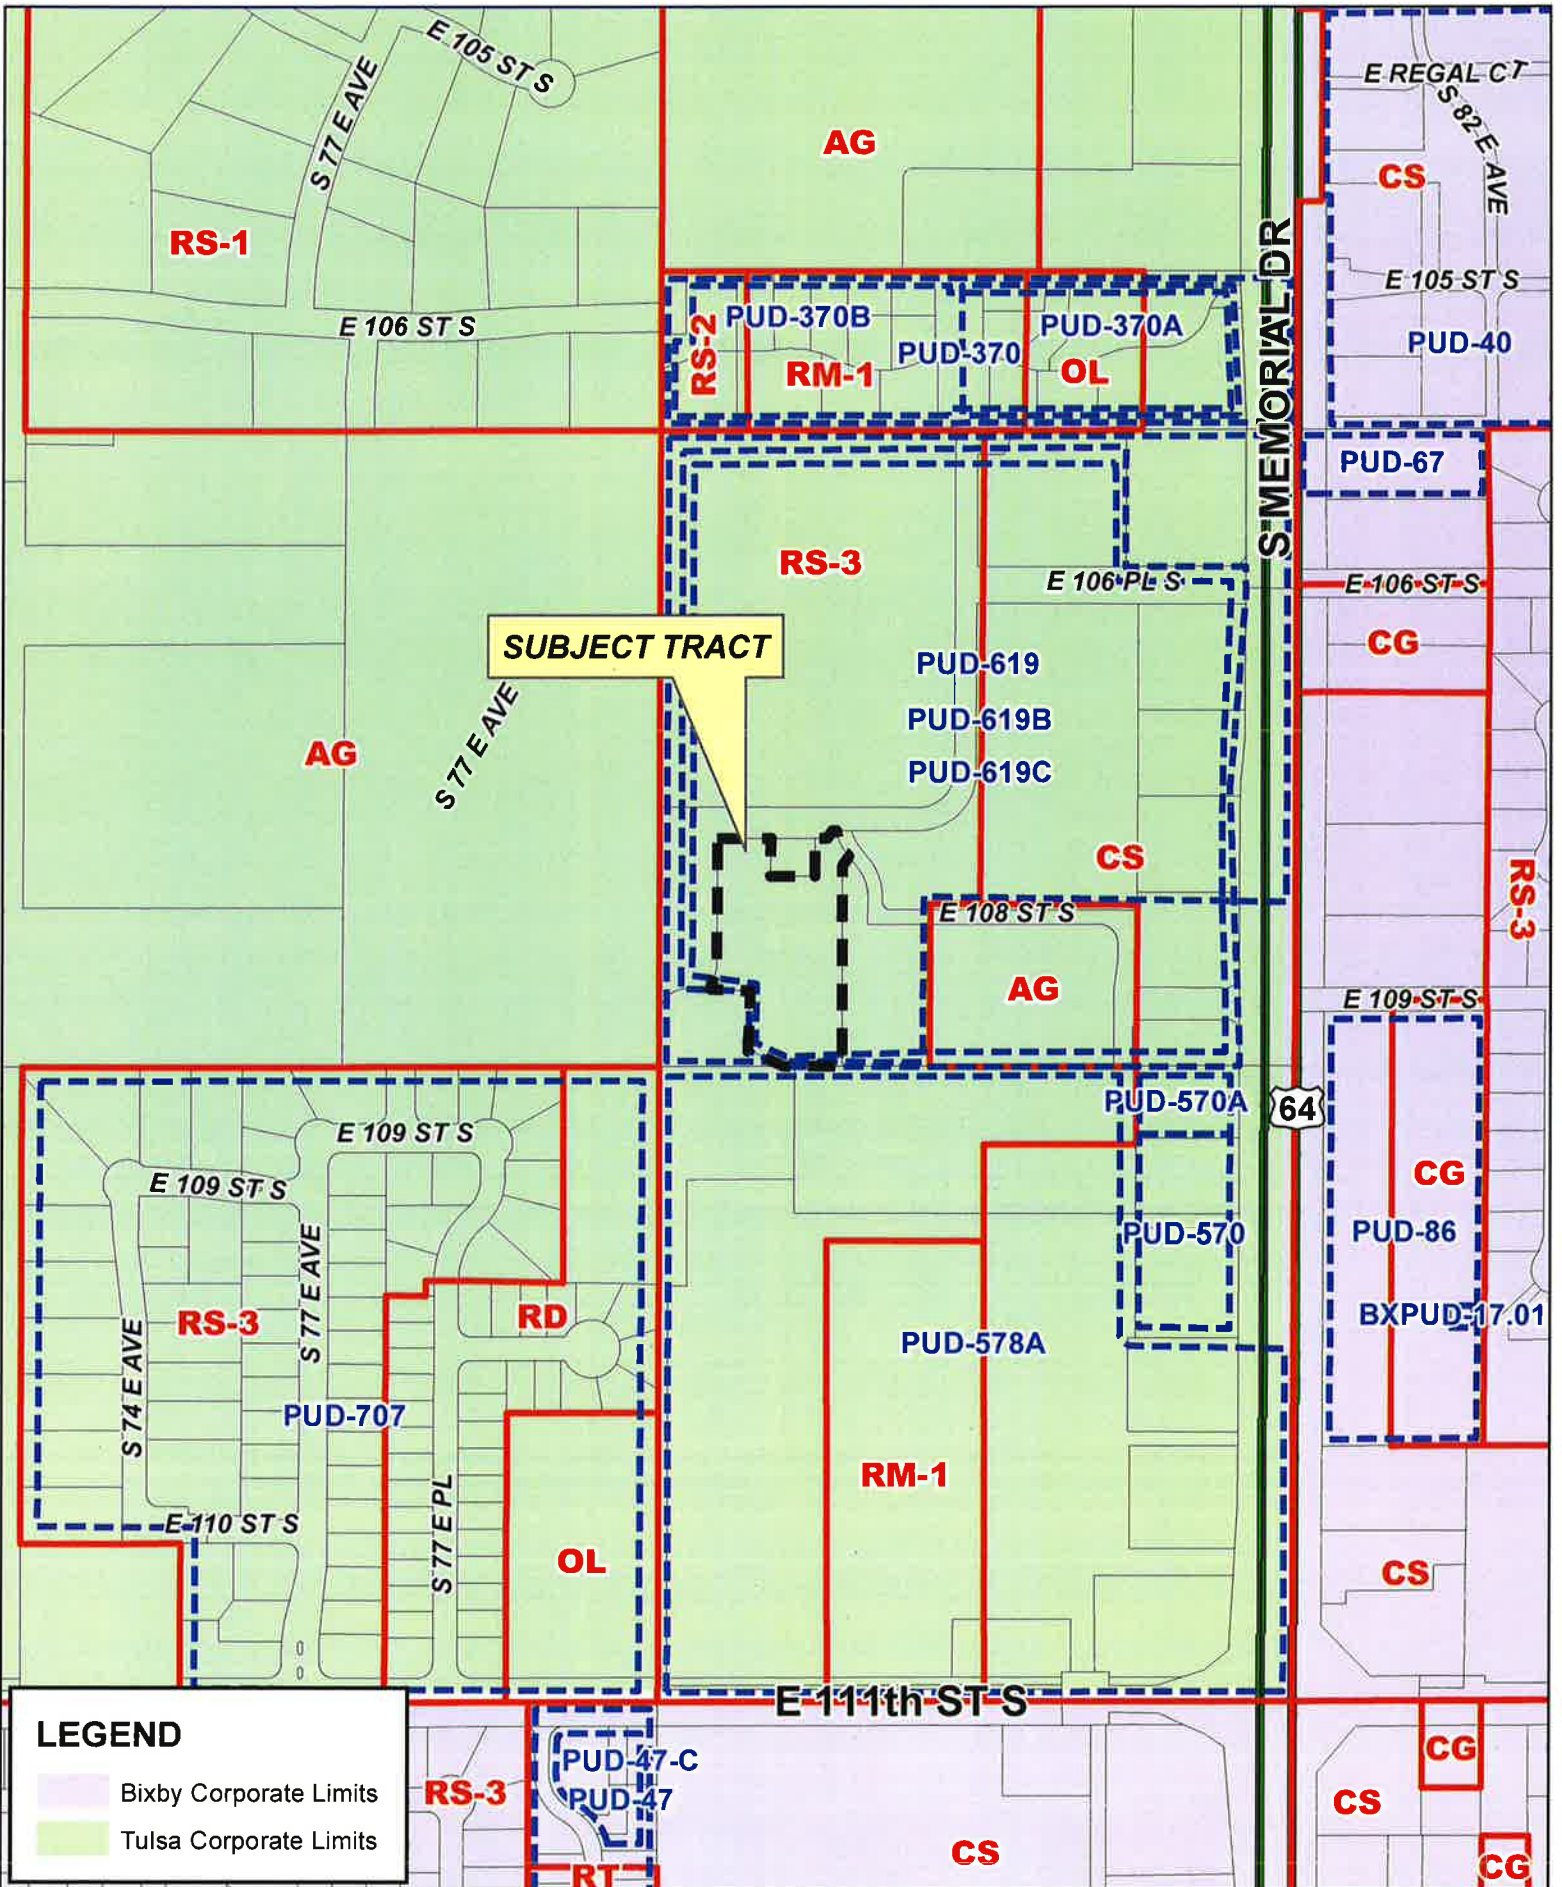 E 105 ST S
S 77 E AVE
E REGAL CT
S 82 E AVE
AG
CS
RS-1
S MEMORIAL DR
E 105 ST S
E 106 ST S
RS-2
PUD-370B
PUD-370
PUD-370A
RM-1
OL
PUD-40
PUD-67
RS-3
E 106 PL S
E 106 ST S
SUBJECT TRACT
CG
PUD-619
PUD-619B
PUD-619C
AG
S 77 E AVE
CS
RS-3
E 108 ST S
AG
E 109 ST S
PUD-570A
64
E 109 ST S
E 109 ST S
CG
PUD-570
PUD-86
S 77 E AVE
RS-3
RD
BXPUD-17.01
PUD-578A
S 74 E AVE
PUD-707
RM-1
E 110 ST S
S 77 E PL
OL
CS
E 111th ST S
LEGEND
Bixby Corporate Limits
Tulsa Corporate Limits
PUD-47-C
PUD-47
RS-3
RT
CS
CG
CS
CG